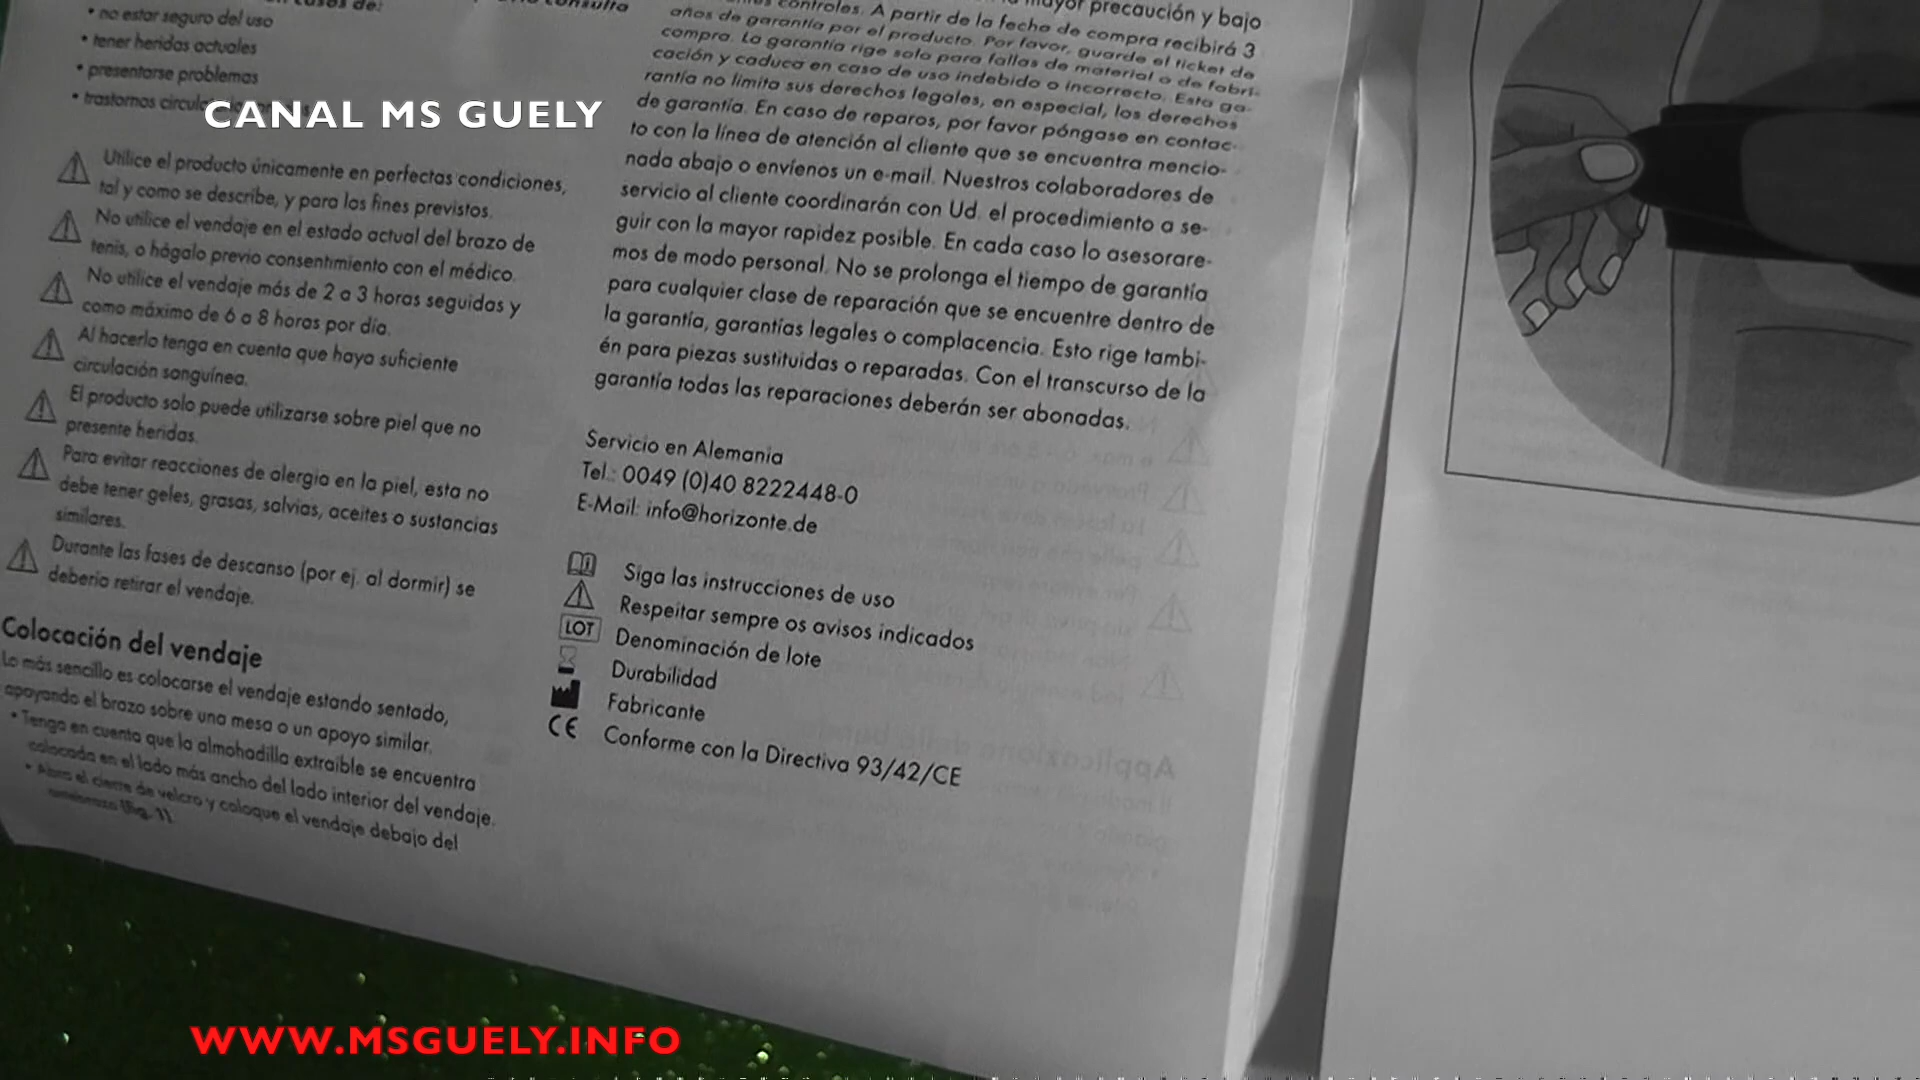 casos de:
consulta
• no estar seguro del uso
• tener heridas actuales
• presentarse problemas
• trastornos
CANAL MS GUELY
Utilice el producto únicamente en perfectas condiciones,
tal y como se describe, y para los fines previstos.
No utilice el vendaje en el estado actual del brazo de
tenis, o hágalo previo consentimiento con el médico.
No utilice el vendaje más de 2 a 3 horas seguidas y
como máximo de 6 a 8 horas por día.
Al hacerlo tenga en cuenta que haya suficiente
circulación sanguínea.
El producto solo puede utilizarse sobre piel que no
presente heridas.
Para evitar reacciones de alergia en la piel, esta no
debe tener geles, grasas, salvias, aceites o sustancias
similares.
Durante las fases de descanso (por ej. al dormir) se
debería retirar el vendaje.
Colocación del vendaje
Lo más sencillo es colocarse el vendaje estando sentado,
apoyando el brazo sobre una mesa o un apoyo similar.
• Tenga en cuenta que la almohadilla extraible se encuentra
colocada en el lado más ancho del lado interior del vendaje.
• Abra el cierre de velcro y coloque el vendaje debajo del
antebrazo (fig. 1).
mayor precaución y bajo
controles. A partir de la fecha de compra recibirá 3
años de garantía por el producto. Por favor, guarde el ticket de
compra. La garantía rige solo para fallas de material o de fabri-
cación y caduca en caso de uso indebido o incorrecto. Esta ga-
rantía no limita sus derechos legales, en especial, los derechos
de garantía. En caso de reparos, por favor póngase en contac-
to con la línea de atención al cliente que se encuentra mencio-
nada abajo o envíenos un e-mail. Nuestros colaboradores de
servicio al cliente coordinarán con Ud. el procedimiento a se-
guir con la mayor rapidez posible. En cada caso lo asesorare-
mos de modo personal. No se prolonga el tiempo de garantía
para cualquier clase de reparación que se encuentre dentro de
la garantía, garantías legales o complacencia. Esto rige tambi-
én para piezas sustituidas o reparadas. Con el transcurso de la
garantía todas las reparaciones deberán ser abonadas.
Servicio en Alemania
Tel.: 0049 (0)40 8222448-0
E-Mail: info@horizonte.de
Siga las instrucciones de uso
Respeitar sempre os avisos indicados
LOT Denominación de lote
Durabilidad
Fabricante
CE Conforme con la Directiva 93/42/CE
WWW.MSGUELY.INFO